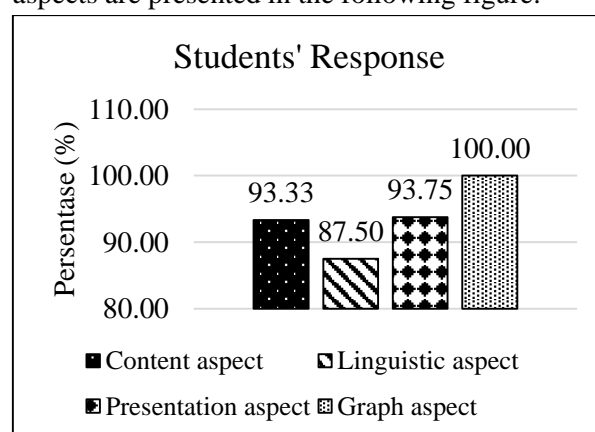 aspects are presented in the following figure.
Students' Response
Persentase (%)
110.00
100.00
90.00
80.00
93.33
87.50
93.75
100.00
Content aspect
Linguistic aspect
Presentation aspect
Graph aspect